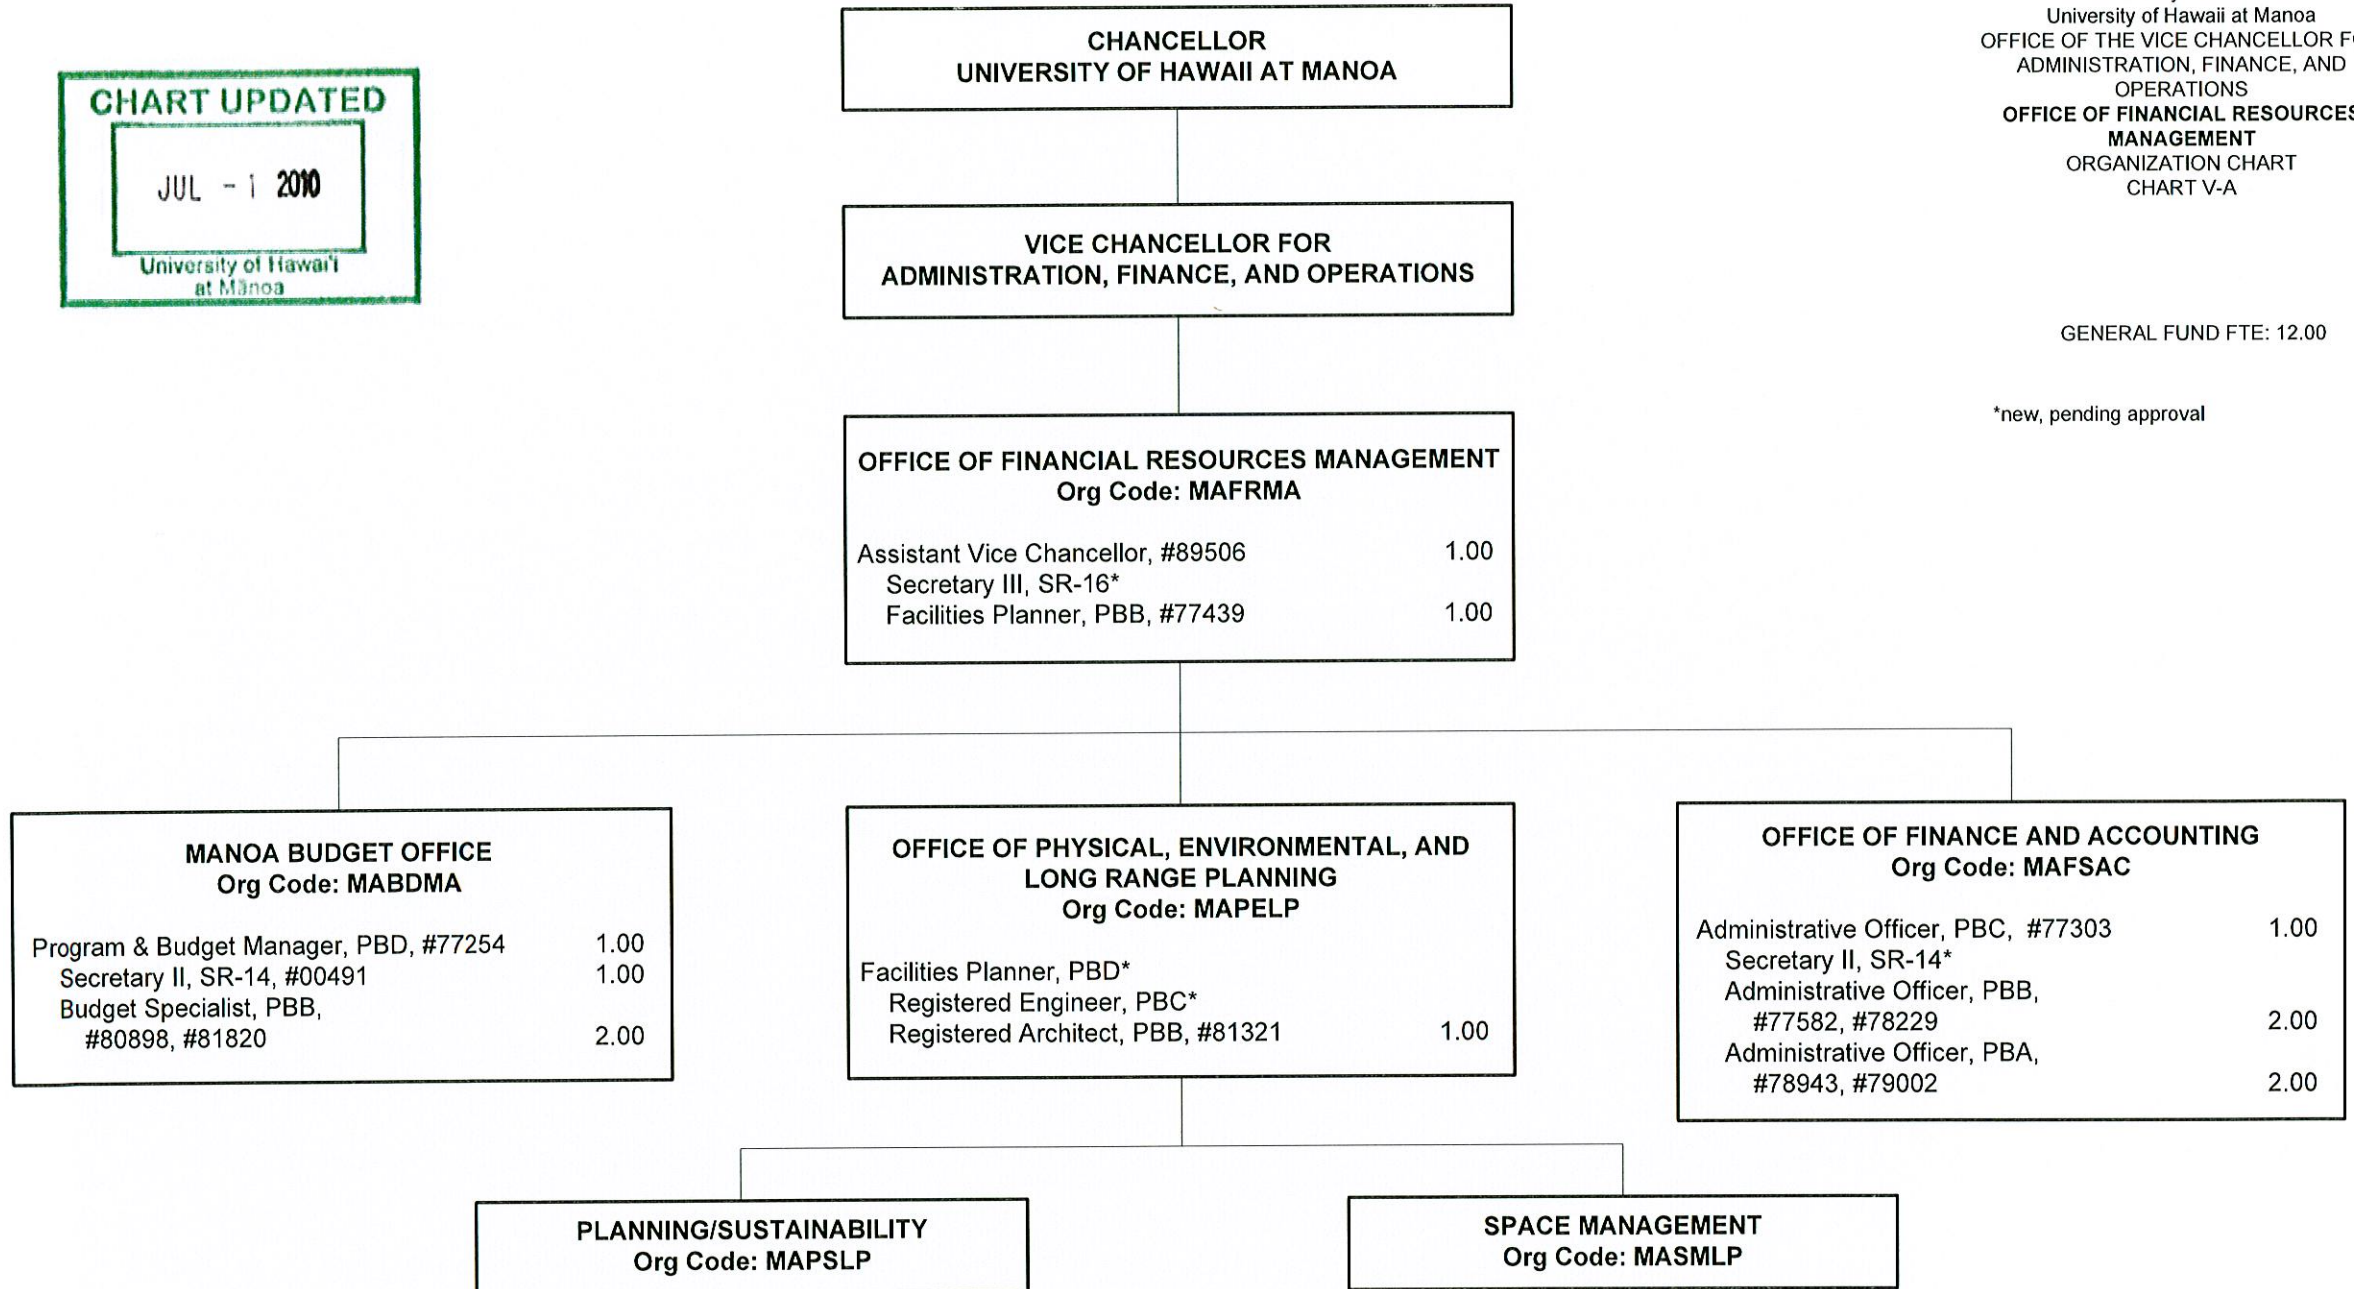 CHART UPDATED
JUL - 1 2010
University of Hawai'i
at Mānoa
CHANCELLOR
UNIVERSITY OF HAWAII AT MANOA
University of Hawaii at Manoa
OFFICE OF THE VICE CHANCELLOR
ADMINISTRATION, FINANCE, AND
OPERATIONS
OFFICE OF FINANCIAL RESOURCES
MANAGEMENT
ORGANIZATION CHART
CHART V-A
VICE CHANCELLOR FOR
ADMINISTRATION, FINANCE, AND OPERATIONS
GENERAL FUND FTE: 12.00
*new, pending approval
OFFICE OF FINANCIAL RESOURCES MANAGEMENT
Org Code: MAFRMA
Assistant Vice Chancellor, #89506 1.00
Secretary III, SR-16*
Facilities Planner, PBB, #77439 1.00
MANOA BUDGET OFFICE
Org Code: MABDMA
Program & Budget Manager, PBD, #77254 1.00
Secretary II, SR-14, #00491 1.00
Budget Specialist, PBB,
#80898, #81820 2.00
OFFICE OF PHYSICAL, ENVIRONMENTAL, AND
LONG RANGE PLANNING
Org Code: MAPELP
Facilities Planner, PBD*
Registered Engineer, PBC*
Registered Architect, PBB, #81321 1.00
OFFICE OF FINANCE AND ACCOUNTING
Org Code: MAFSAC
Administrative Officer, PBC, #77303 1.00
Secretary II, SR-14*
Administrative Officer, PBB,
#77582, #78229 2.00
Administrative Officer, PBA,
#78943, #79002 2.00
PLANNING/SUSTAINABILITY
Org Code: MAPSLP
SPACE MANAGEMENT
Org Code: MASMLP